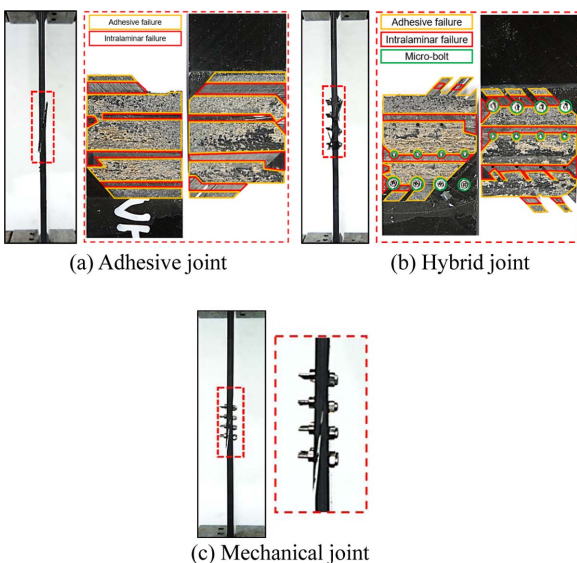 Adhesive failure
Intralaminar failure
(a) Adhesive joint
Adhesive failure
Intralaminar failure
Micro-bolt
(b) Hybrid joint
(c) Mechanical joint